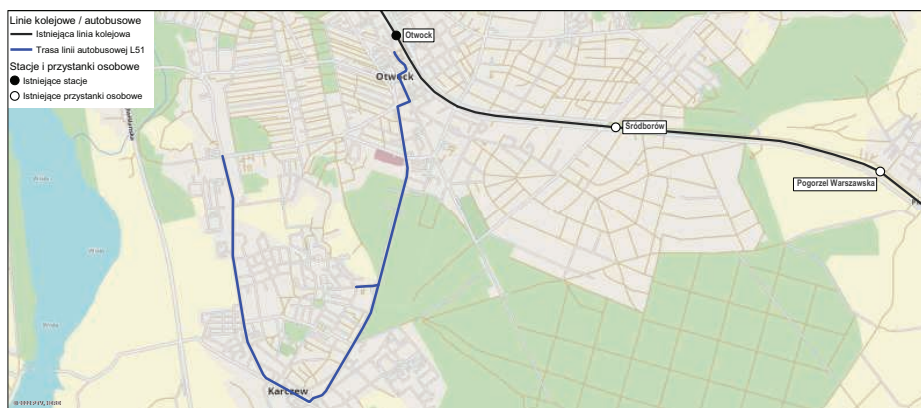 Linie kolejowe / autobusowe
Istniejąca linia kolejowa
Trasa linii autobusowej L51
Stacje i przystanki osobowe
Istniejące stacje
Istniejące przystanki osobowe
Otwock
Otwock
Śródborów
Pogorzel Warszawska
Karczew